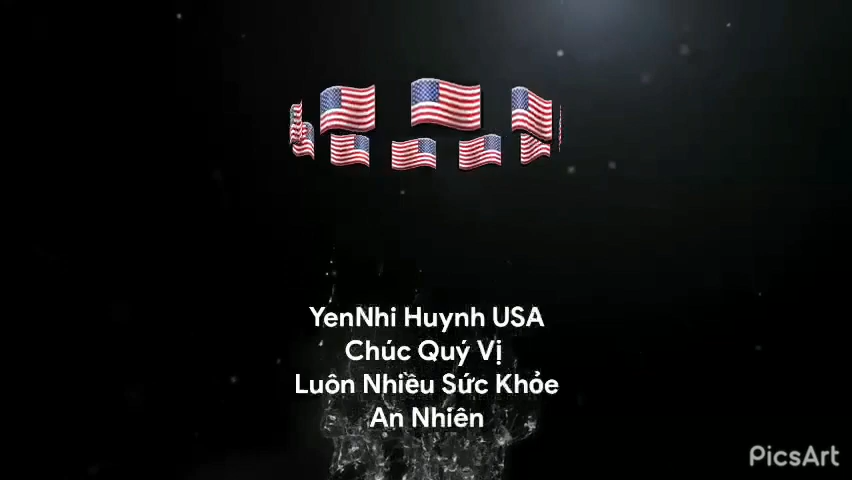 YenNhi Huynh USA
Chúc Quý Vị
Luôn Nhiều Sức Khỏe
An Nhiên
PicsArt